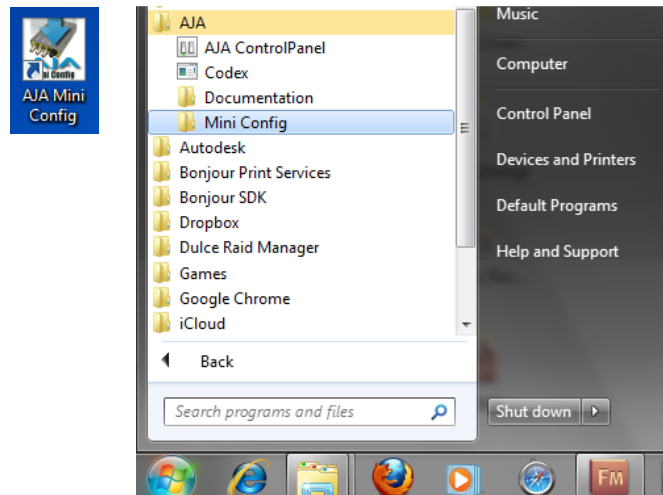 AJA Mini
Config
AJA
AJA ControlPanel
Codex
Documentation
Mini Config
Autodesk
Bonjour Print Services
Bonjour SDK
Dropbox
Dulce Raid Manager
Games
Google Chrome
iCloud
Back
Search programs and files
Music
Computer
Control Panel
Devices and Printers
Default Programs
Help and Support
Shut down
FM